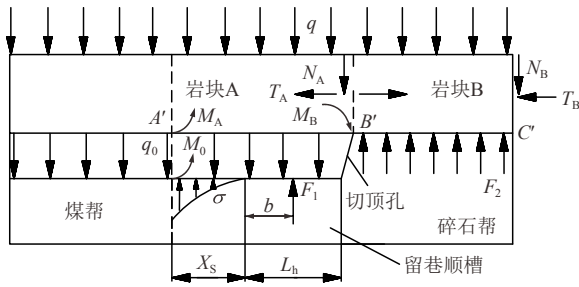 q
N_A
N_B
岩块A
T_A
岩块B
T_B
A′
M_A
M_B
B′
C′
q_0
M_0
σ
F_1
b
切顶孔
F_2
煤帮
碎石帮
X_S
L_h
留巷顺槽